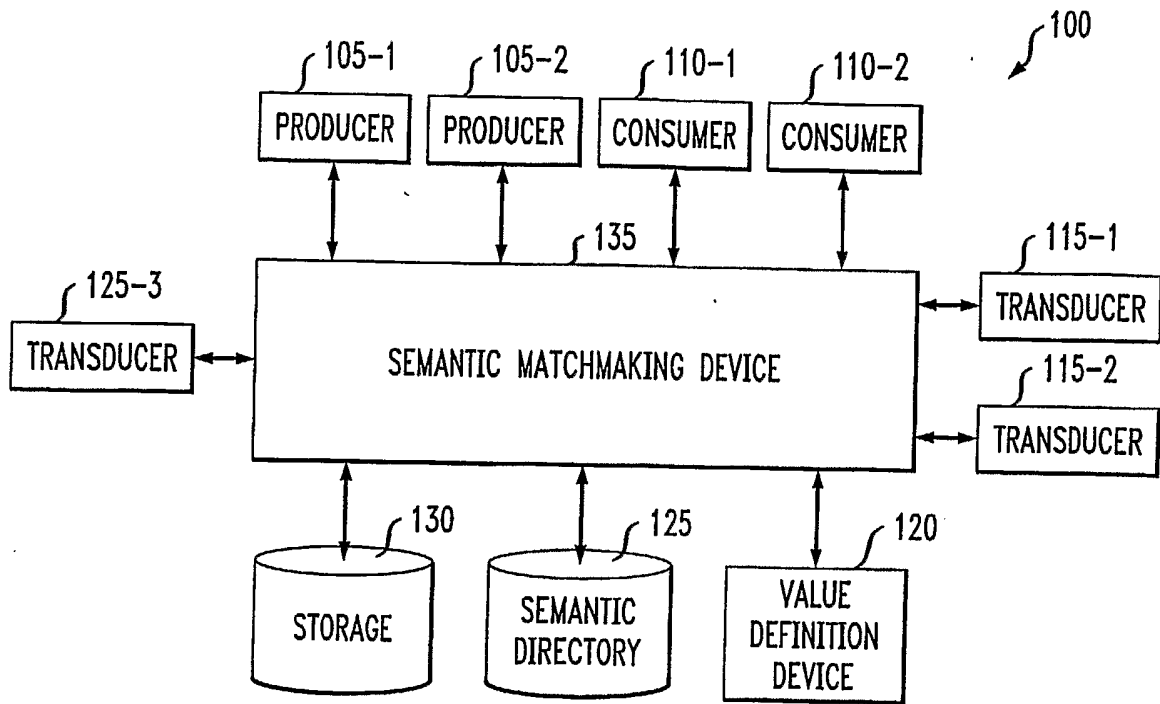 100
105-1
105-2
110-1
110-2
PRODUCER
PRODUCER
CONSUMER
CONSUMER
135
115-1
125-3
TRANSDUCER
TRANSDUCER
SEMANTIC MATCHMAKING DEVICE
115-2
TRANSDUCER
130
125
120
STORAGE
SEMANTIC
DIRECTORY
VALUE
DEFINITION
DEVICE